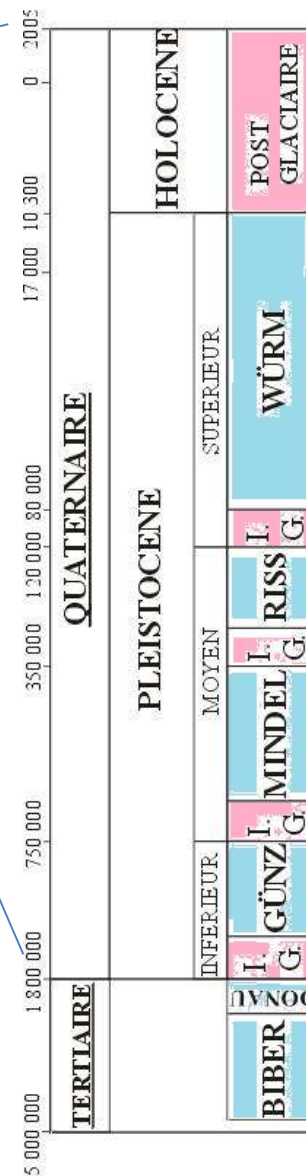 5 000 000 1 800 000 750 000 350 000 120 000 80 000 17 000 10 300 0 2005
TERTIAIRE QUATERNAIRE
PLEISTOCENE HOLOCENE
INFERIEUR MOYEN SUPERIEUR
BIBER DONAU I. G. GÜNZ I. G. MINDEL I. G. RISS I. G. WÜRM POST GLACIAIRE